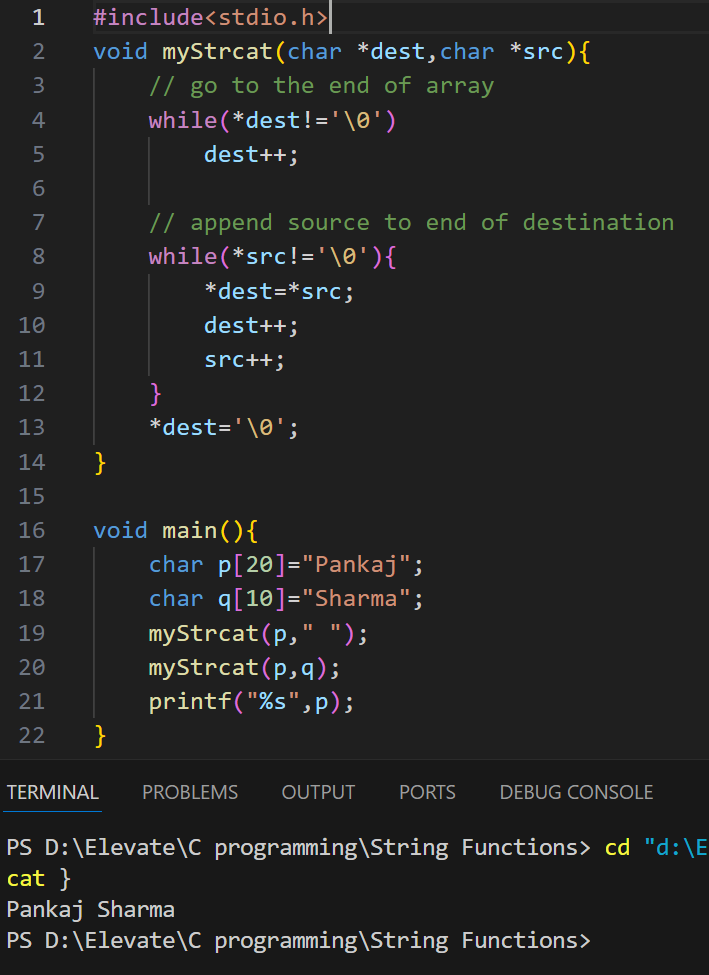 1 #include<stdio.h>
2 void myStrcat(char *dest,char *src){
3     // go to the end of array
4     while(*dest!='\0')
5         dest++;
6
7     // append source to end of destination
8     while(*src!='\0'){
9         *dest=*src;
10         dest++;
11         src++;
12     }
13     *dest='\0';
14 }
15
16 void main(){
17     char p[20]="Pankaj";
18     char q[10]="Sharma";
19     myStrcat(p," ");
20     myStrcat(p,q);
21     printf("%s",p);
22 }
TERMINAL PROBLEMS OUTPUT PORTS DEBUG CONSOLE
PS D:\Elevate\C programming\String Functions> cd "d:\E
cat }
Pankaj Sharma
PS D:\Elevate\C programming\String Functions>